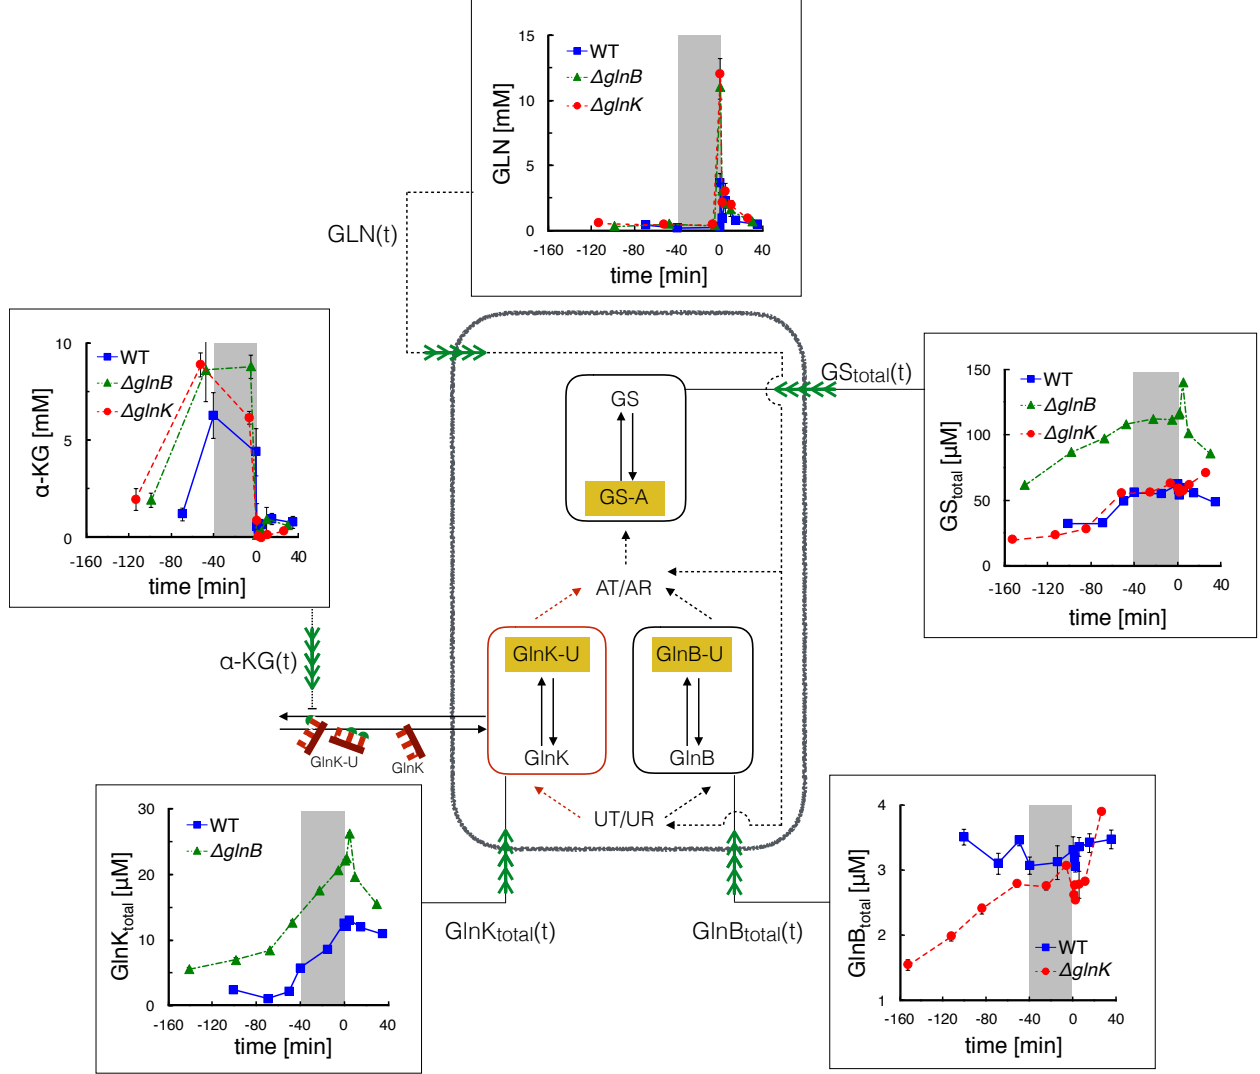 15
10
5
0
GLN [mM]
WT
ΔglnB
ΔglnK
-160
-80
-40
0
40
time [min]
GLN(t)
10
5
0
α-KG [mM]
WT
ΔglnB
ΔglnK
-160
-80
-40
0
40
time [min]
α-KG(t)
GStotal(t)
150
100
50
0
GStotal [μM]
WT
ΔglnB
ΔglnK
-160
-80
-40
0
40
time [min]
GS
GS-A
AT/AR
GlnK-U
GlnK
GlnB-U
GlnB
UT/UR
GlnK-U
GlnK
30
20
10
0
GlnKtotal [μM]
WT
ΔglnB
-160
-80
-40
0
40
time [min]
GlnKtotal(t)
GlnBtotal(t)
4
3
2
1
GlnBtotal [μM]
WT
ΔglnK
-160
-120
-80
-40
0
40
time [min]